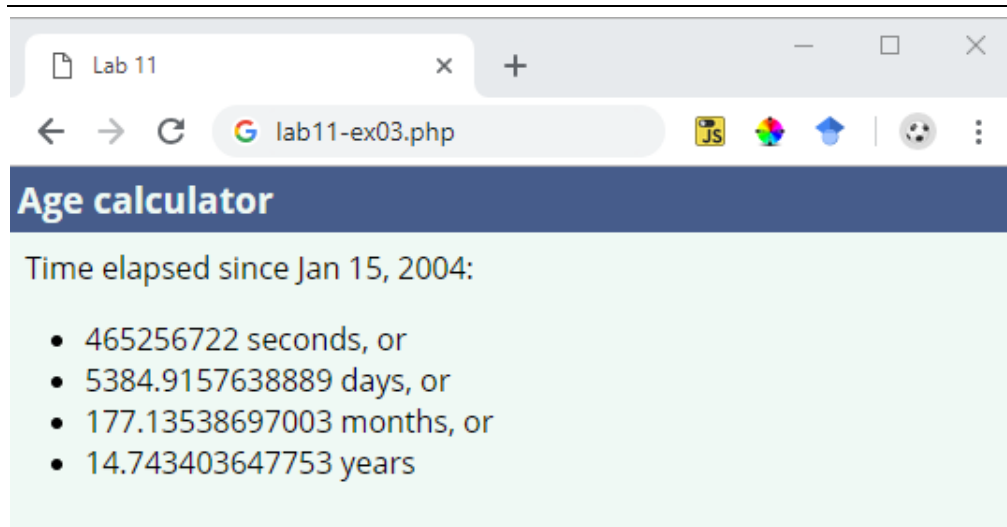 Lab 11
lab11-ex03.php
JS
Age calculator
Time elapsed since Jan 15, 2004:
• 465256722 seconds, or
• 5384.9157638889 days, or
• 177.13538697003 months, or
• 14.743403647753 years